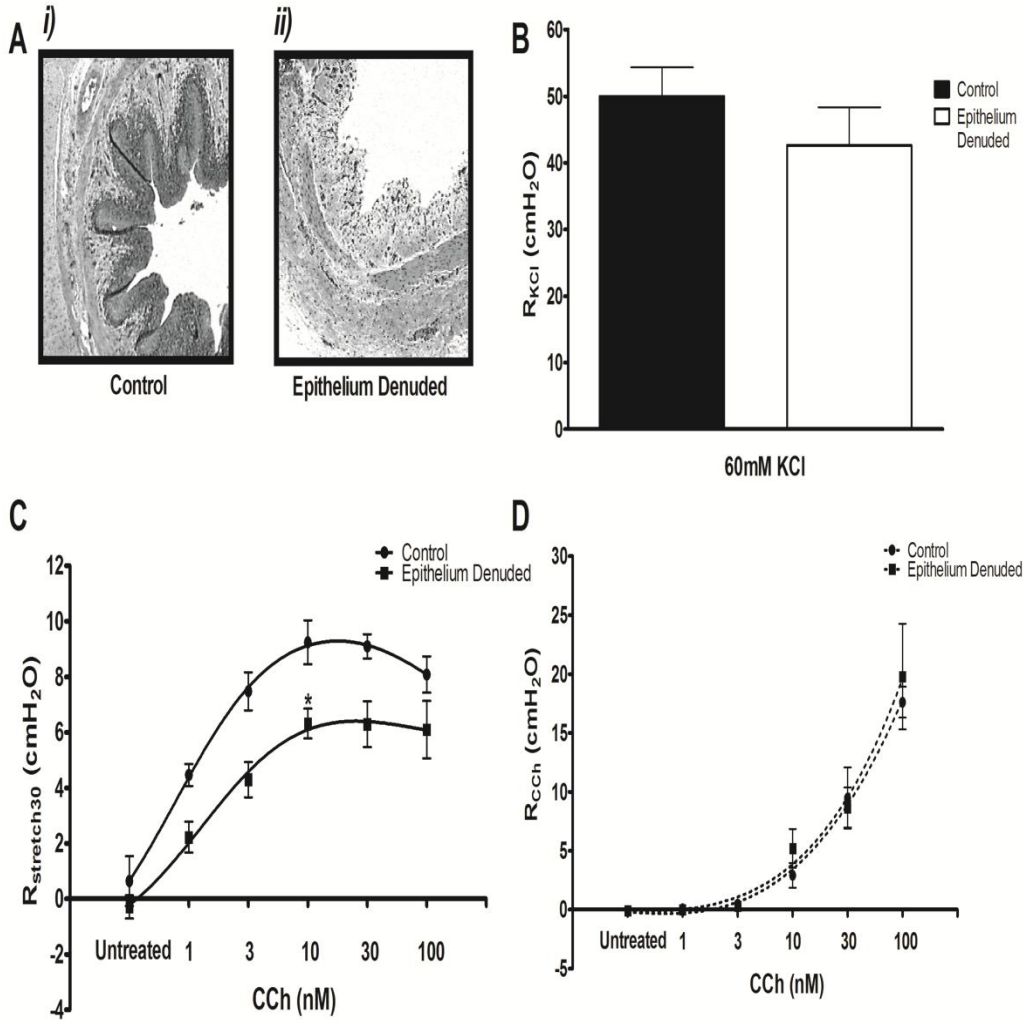 A
i)
ii)
Control
Epithelium Denuded
B
60
50
40
30
20
10
0
R_KCl (cmH₂O)
Control
Epithelium
Denuded
60mM KCl
C
Control
Epithelium Denuded
12
10
8
6
4
2
0
-2
-4
R_stretch30 (cmH₂O)
*
Untreated 1 3 10 30 100
CCh (nM)
D
Control
Epithelium Denuded
30
25
20
15
10
5
0
-5
R_CCh (cmH₂O)
Untreated 1 3 10 30 100
CCh (nM)